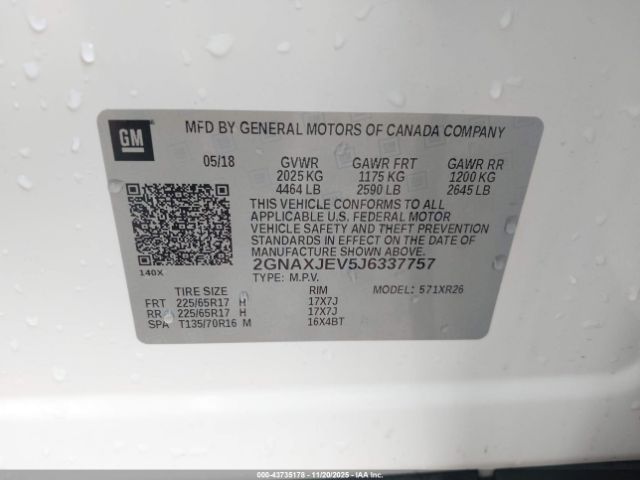 GM
MFD BY GENERAL MOTORS OF CANADA COMPANY
05/18 GVWR GAWR FRT GAWR RR
2025 KG 1175 KG 1200 KG
4464 LB 2590 LB 2645 LB
THIS VEHICLE CONFORMS TO ALL
APPLICABLE U.S. FEDERAL MOTOR
VEHICLE SAFETY AND THEFT PREVENTION
STANDARDS IN EFFECT ON THE DATE OF
MANUFACTURE SHOWN ABOVE.
2GNAXJEV5J6337757
140X
TYPE: M.P.V. MODEL: 571XR26
TIRE SIZE RIM
FRT 225/65R17 H 17X7J
RR 225/65R17 H 17X7J
SPA T135/70R16 M 16X4BT
000-43735178 - 11/20/2025 - IAA, Inc.